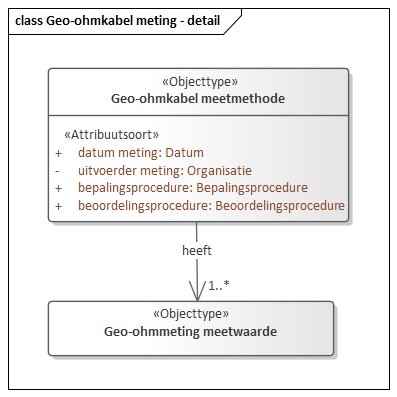 class Geo-ohmkabel meting - detail
«Objecttype»
Geo-ohmkabel meetmethode
«Attribuutsoort»
+ datum meting: Datum
- uitvoerder meting: Organisatie
+ bepalingsprocedure: Bepalingsprocedure
+ beoordelingsprocedure: Beoordelingsprocedure
heeft
1..*
«Objecttype»
Geo-ohmmeting meetwaarde